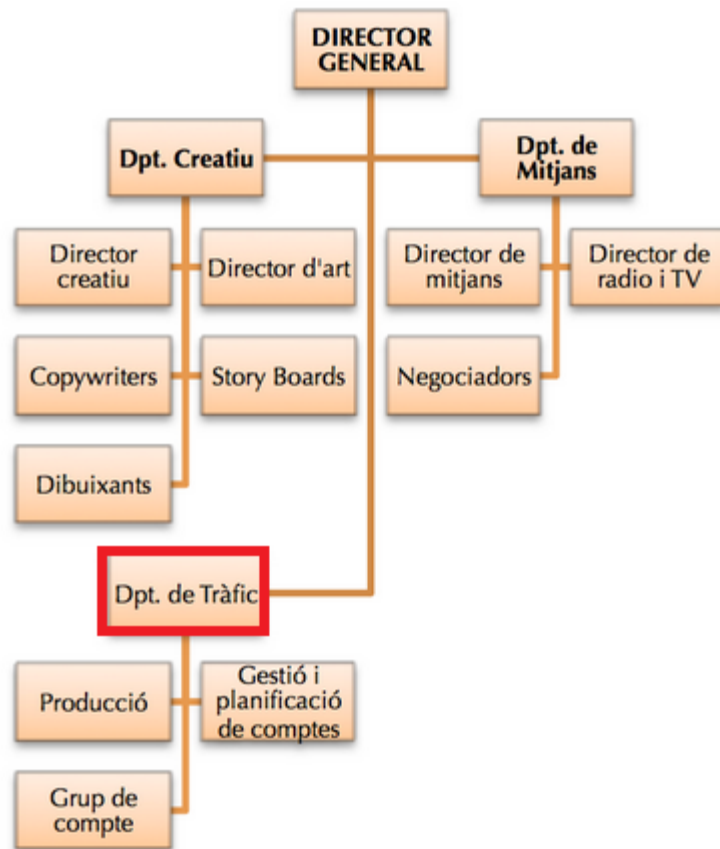 DIRECTOR
GENERAL
Dpt. Creatiu
Dpt. de
Mitjans
Director
creatiu
Director d'art
Director de
mitjans
Director de
radio i TV
Copywriters
Story Boards
Negociadors
Dibuixants
Dpt. de Tràfic
Producció
Gestió i
planificació
de comptes
Grup de
compte